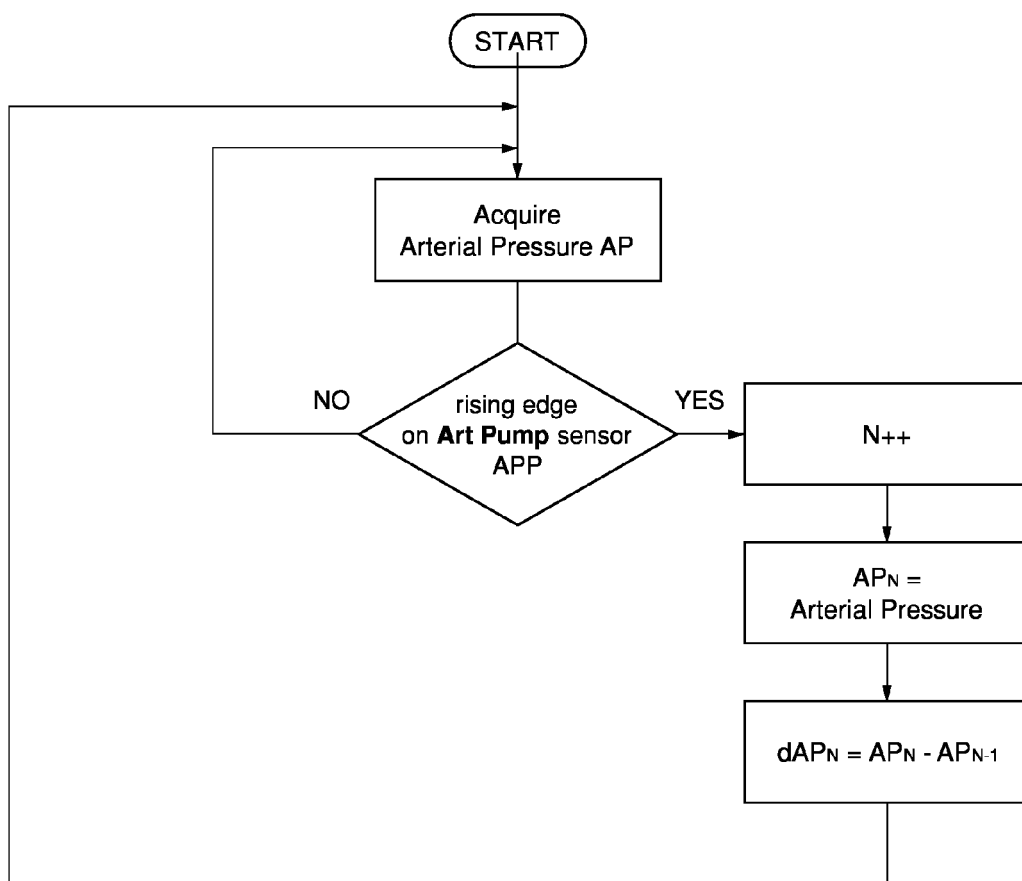 START
Acquire
Arterial Pressure AP
NO
rising edge
on Art Pump sensor
APP
YES
N++
APN =
Arterial Pressure
dAPN = APN - APN-1